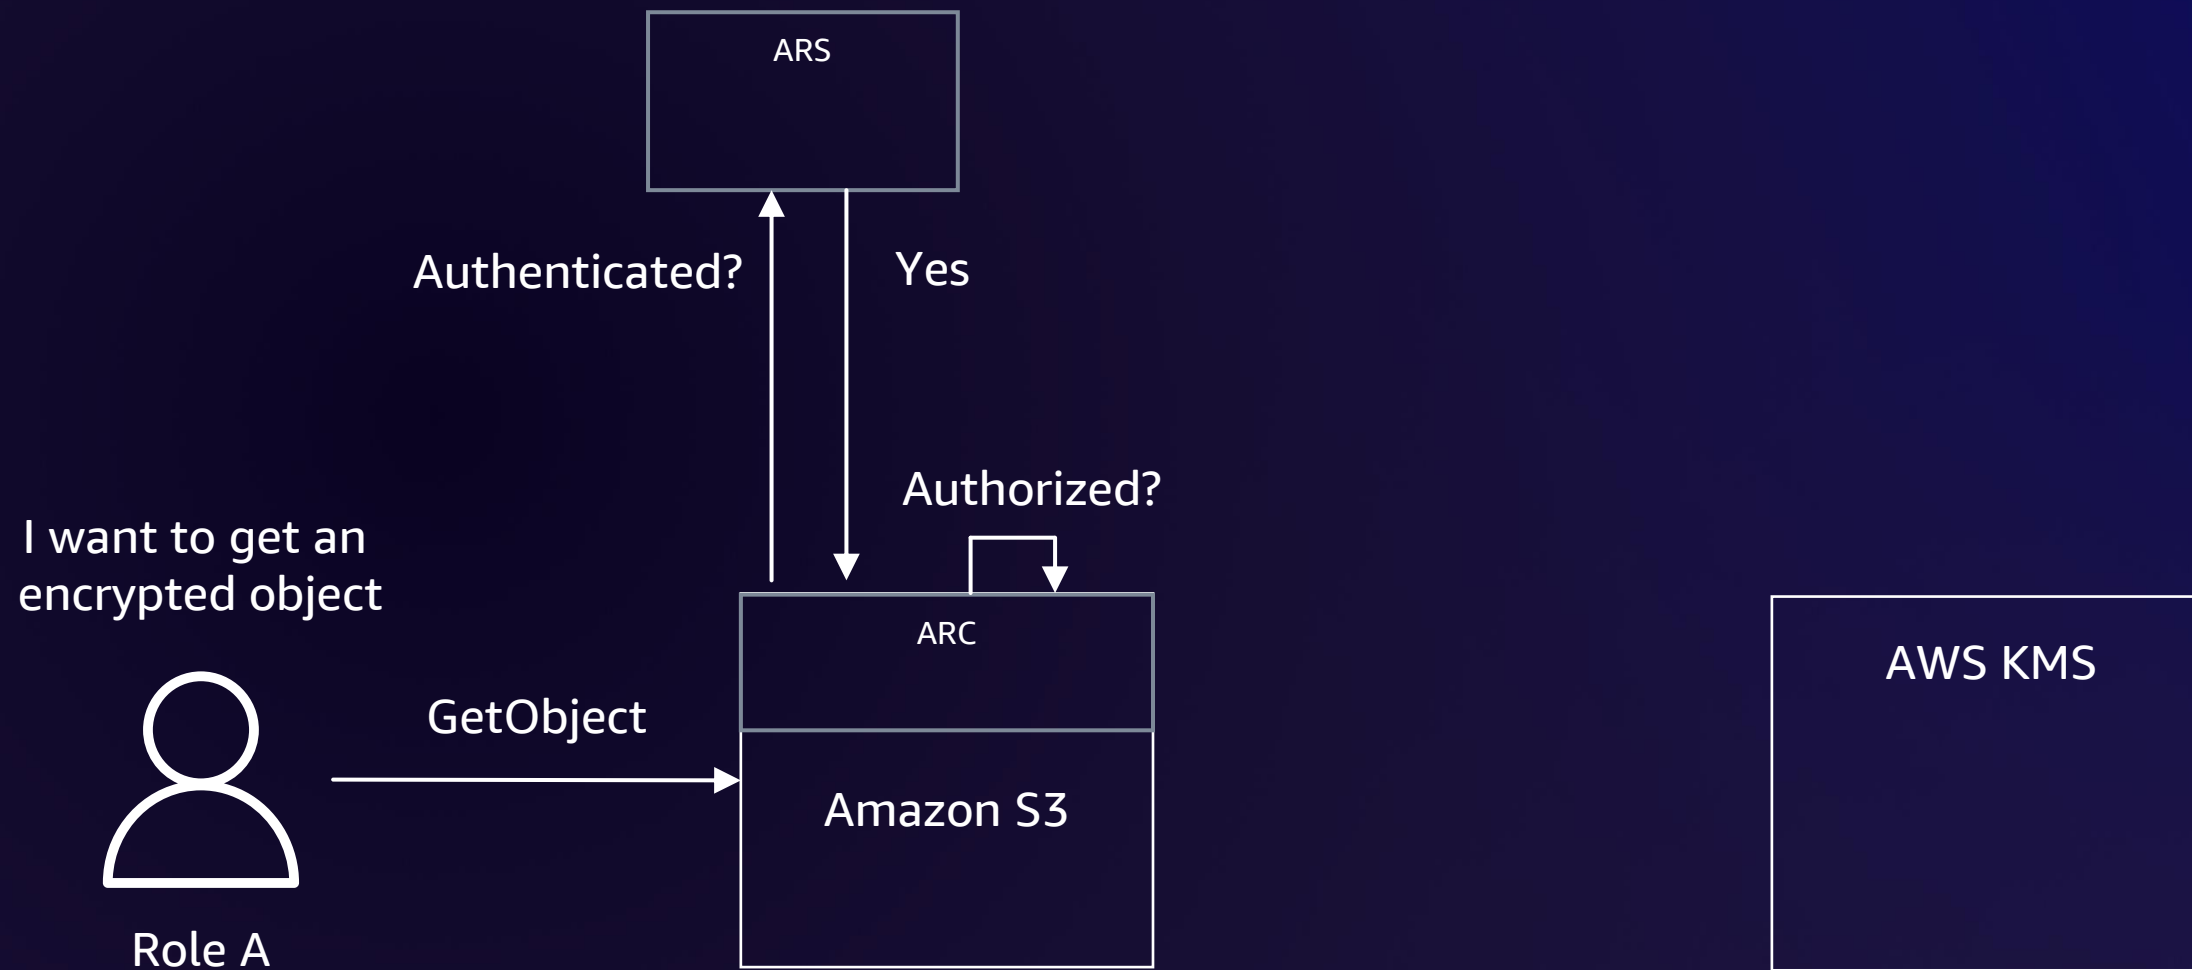 ARS
Authenticated?
Yes
Authorized?
I want to get an
encrypted object
ARC
AWS KMS
GetObject
Amazon S3
Role A